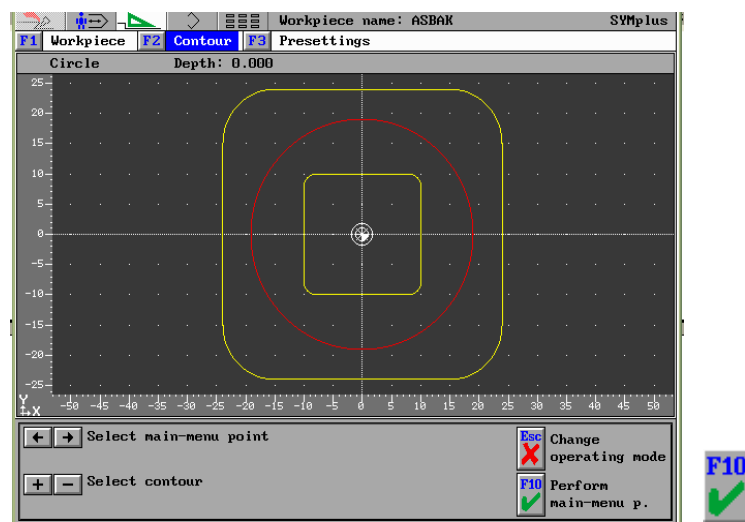 Workpiece name: ASBAK SYMplus
F1 Workpiece F2 Contour F3 Presettings
Circle Depth: 0.000
25
20
15
10
5
0
-5
-10
-15
-20
-25
Y
X -50 -45 -40 -35 -30 -25 -20 -15 -10 -5 0 5 10 15 20 25 30 35 40 45 50
Select main-menu point
Esc Change
operating mode
+ - Select contour
F10 Perform
main-menu p.
F10